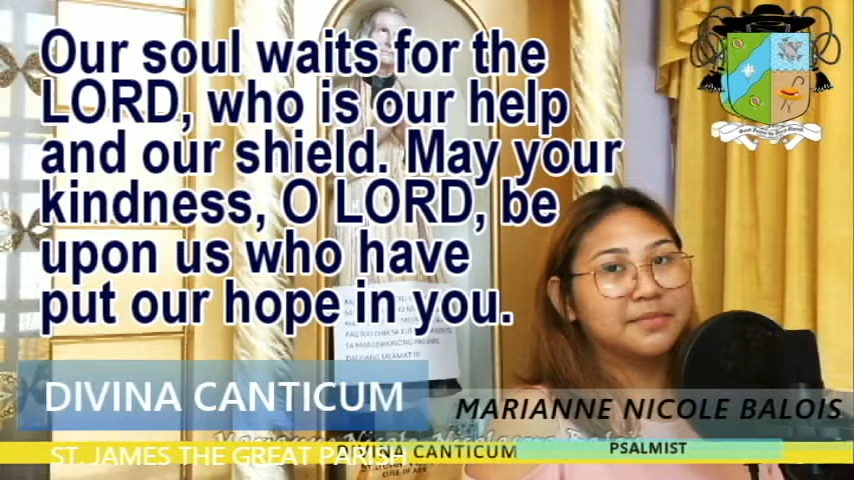 Our soul waits for the
LORD, who is our help
and our shield. May your
kindness, O LORD, be
upon us who have
put our hope in you.
DIVINA CANTICUM
MARIANNE NICOLE BALOIS
DIVINA CANTICUM
PSALMIST
ST. JAMES THE GREAT PARISH